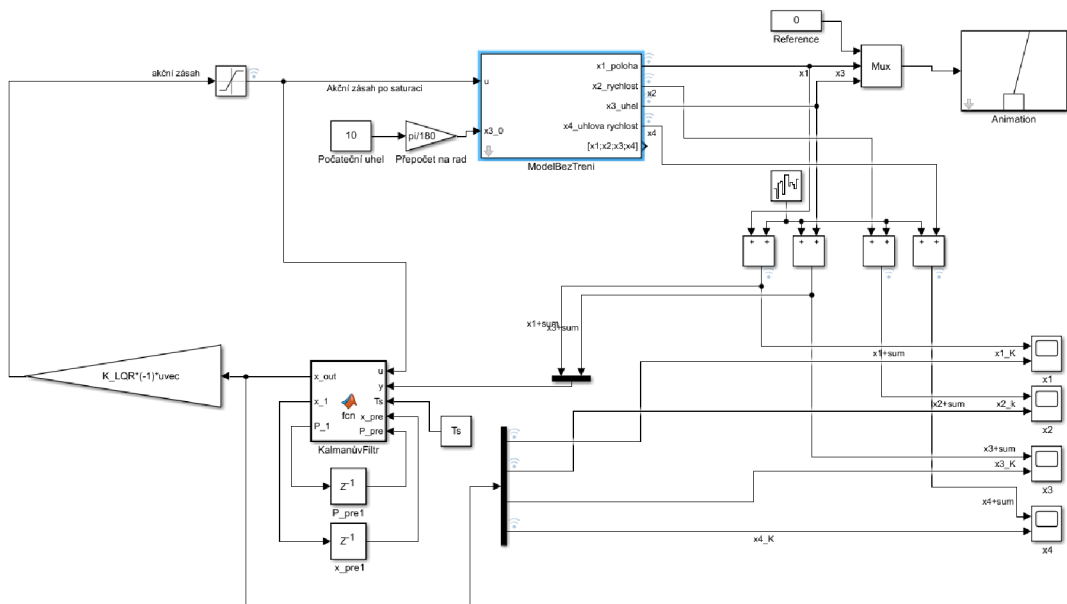 0
Reference
akční zásah
Akční zásah po saturaci
u
x3_0
x1_poloha
x2_rychlost
x3_uhel
x4_uhlova rychlost
[x1;x2;x3;x4]
ModelBezTreni
x1
x2
x3
x4
Mux
Animation
10
Počateční uhel
pi/180
Přepočet na rad
+ +
+ +
+ +
+ +
x1+sum
x3+sum
K_LQR*(-1)*uvec
x_out
x_1
P_1
fcn
u
y
Ts
x_pre
P_pre
KalmanůvFiltr
Ts
Z-1
P_pre1
Z-1
x_pre1
x1+sum
x1_K
x1
x2+sum
x2_k
x2
x3+sum
x3_K
x3
x4+sum
x4_K
x4